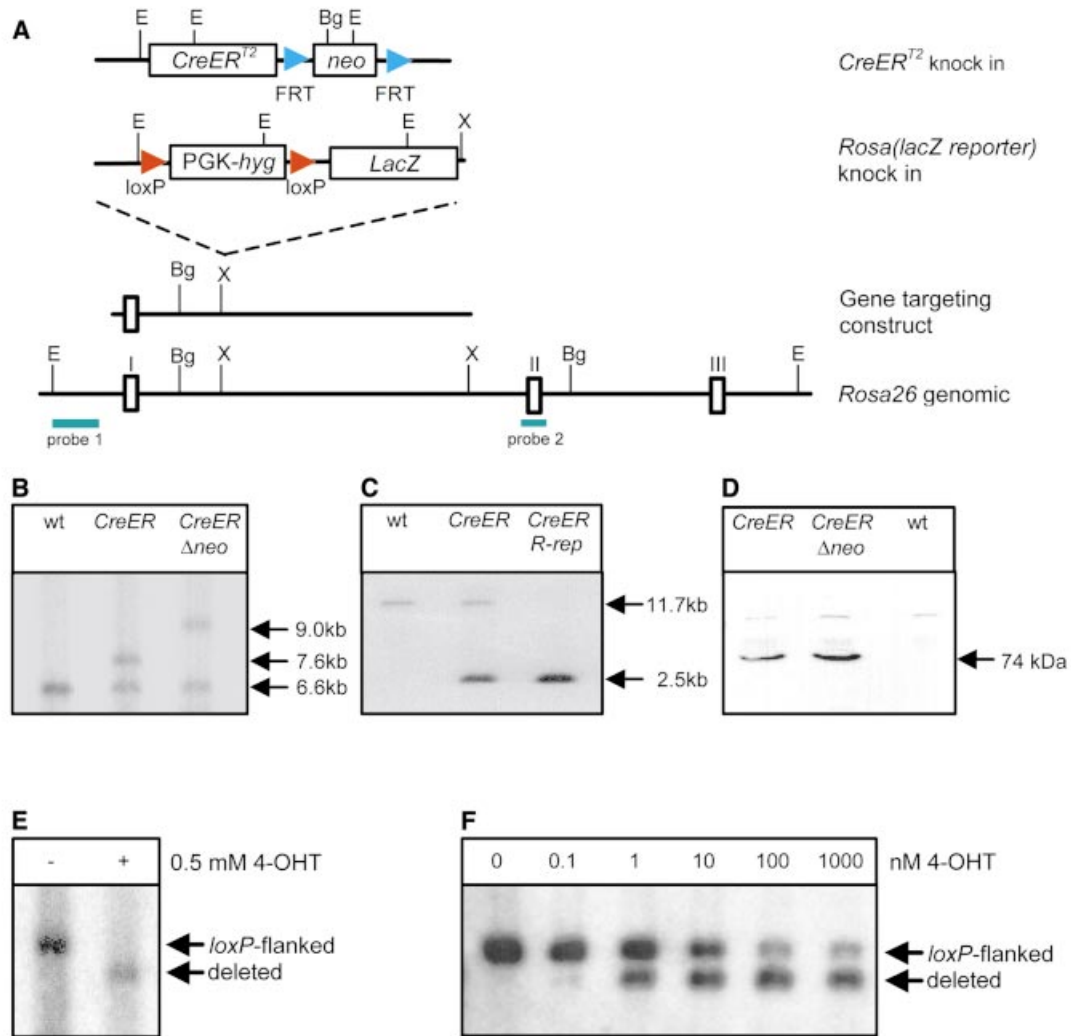 A
E E Bg E
CreER^T2 neo
FRT FRT
CreER^T2 knock in
E E E X
PGK-hyg LacZ
loxP loxP
Rosa(lacZ reporter)
knock in
Bg X
Gene targeting
construct
E I Bg X X II Bg III E
Rosa26 genomic
probe 1 probe 2
B
wt CreER CreER
Δneo
9.0kb
7.6kb
6.6kb
C
wt CreER CreER
R-rep
11.7kb
2.5kb
D
CreER CreER wt
Δneo
74 kDa
E
- + 0.5 mM 4-OHT
loxP-flanked
deleted
F
0 0.1 1 10 100 1000 nM 4-OHT
loxP-flanked
deleted